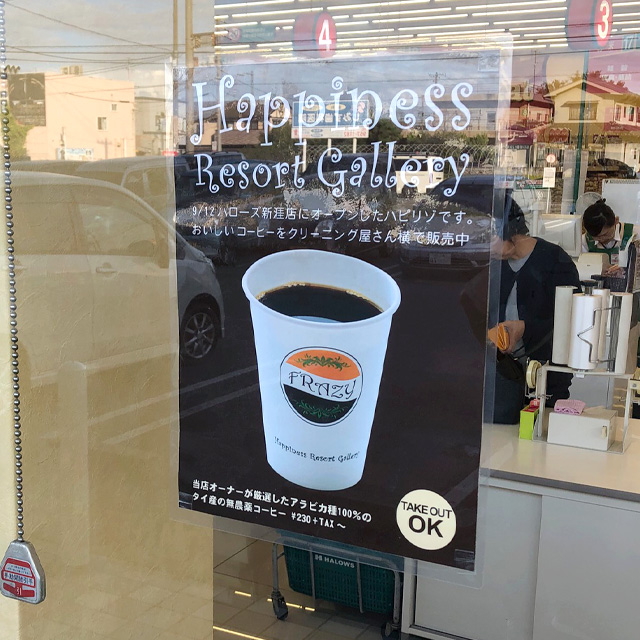 4
3
Happiness
Resort Gallery
9/12ハローズ新涯店にオープンしたハピリゾです。
おいしいコーヒーをクリーニング屋さん横で販売中
FRAZY
Happiness Resort Gallery
当店オーナーが厳選したアラビカ種100%の
タイ産の無農薬コーヒー ¥230+TAX～
TAKE OUT
OK
HALOWS